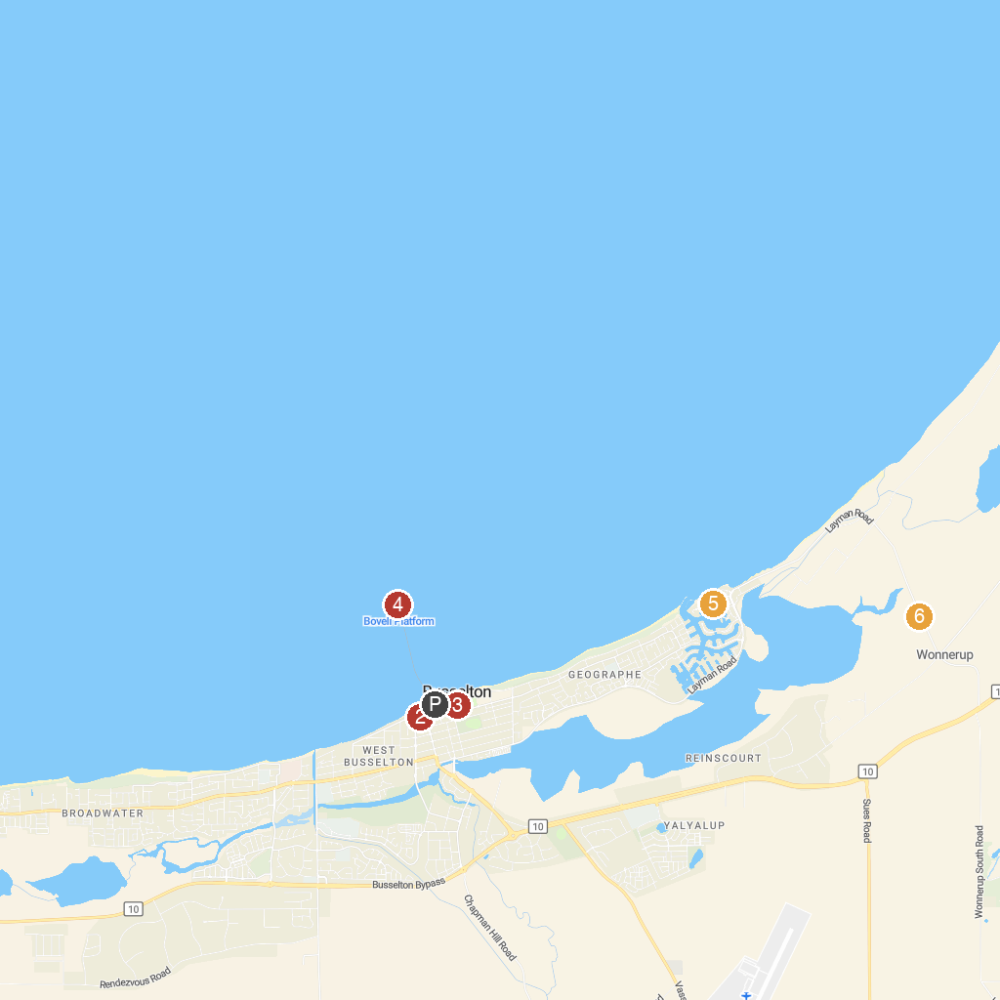 Layman Road
4
5
6
Bovell Platform
Wonnerup
GEOGRAPHE
Layman Road
Busselton
P
3
2
10
WEST
BUSSELTON
REINSCOURT
10
BROADWATER
Sues Road
10
YALYALUP
Wonnerup South Road
Busselton Bypass
10
Chapman Hill Road
Rendezvous Road